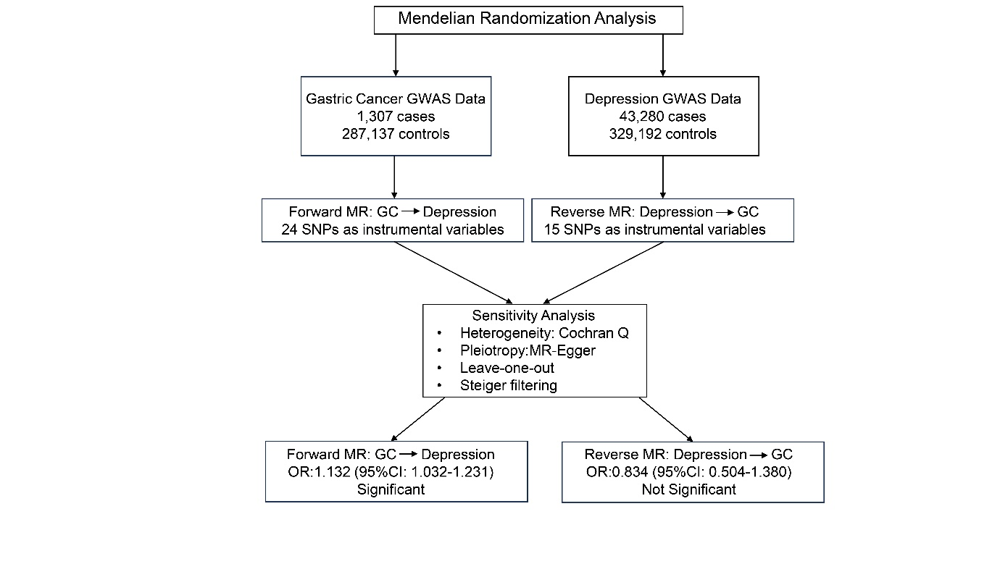 Mendelian Randomization Analysis
Gastric Cancer GWAS Data
1,307 cases
287,137 controls
Depression GWAS Data
43,280 cases
329,192 controls
Forward MR: GC → Depression
24 SNPs as instrumental variables
Reverse MR: Depression → GC
15 SNPs as instrumental variables
Sensitivity Analysis
• Heterogeneity: Cochran Q
• Pleiotropy:MR-Egger
• Leave-one-out
• Steiger filtering
Forward MR: GC → Depression
OR:1.132 (95%CI: 1.032-1.231)
Significant
Reverse MR: Depression → GC
OR:0.834 (95%CI: 0.504-1.380)
Not Significant